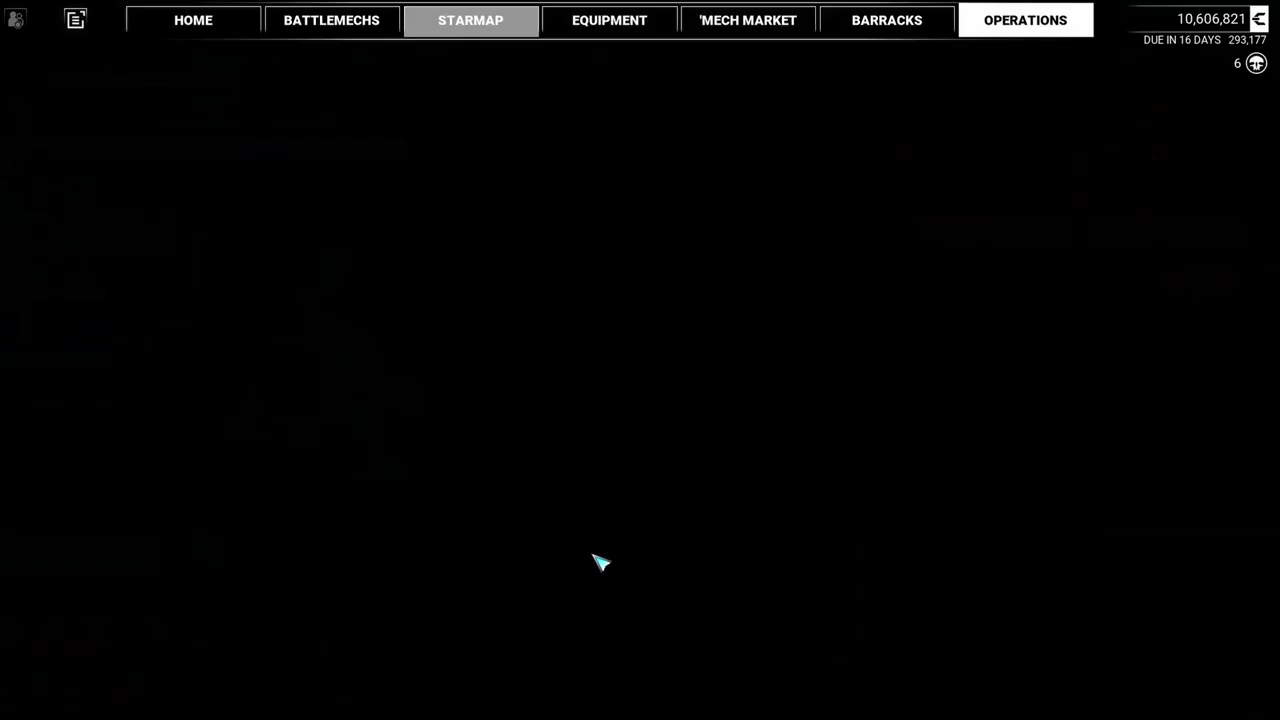 HOME
BATTLEMECHS
STARMAP
EQUIPMENT
'MECH MARKET
BARRACKS
OPERATIONS
10,606,821
DUE IN 16 DAYS 293,177
6